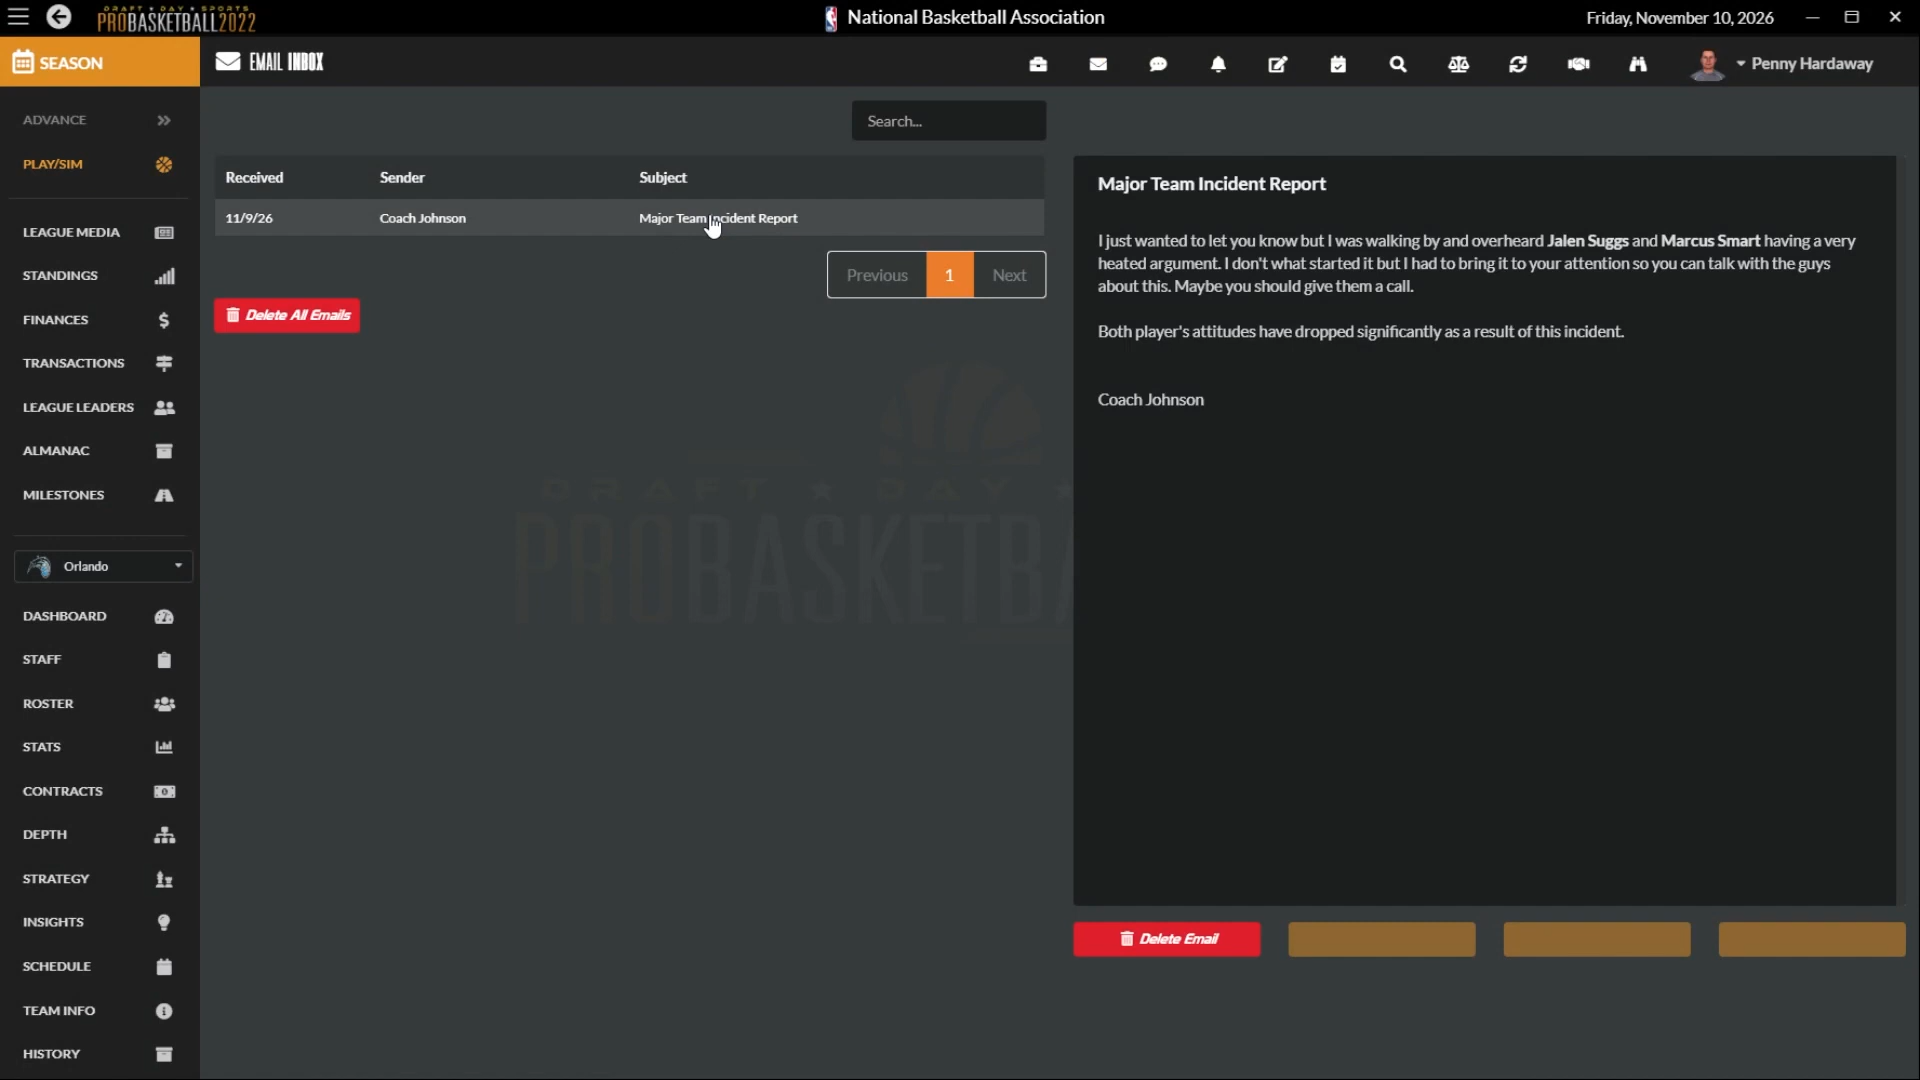 DRAFT ★ DAY ★ SPORTS
PROBASKETBALL2022
National Basketball Association
Friday, November 10, 2026
SEASON
EMAIL INBOX
Penny Hardaway
ADVANCE
PLAY/SIM
LEAGUE MEDIA
STANDINGS
FINANCES
TRANSACTIONS
LEAGUE LEADERS
ALMANAC
MILESTONES
Orlando
DASHBOARD
STAFF
ROSTER
STATS
CONTRACTS
DEPTH
STRATEGY
INSIGHTS
SCHEDULE
TEAM INFO
HISTORY
Search...
Received Sender Subject
11/9/26 Coach Johnson Major Team Incident Report
Previous 1 Next
Delete All Emails
DRAFT ★ DAY ★
PROBASKETBA
Major Team Incident Report
I just wanted to let you know but I was walking by and overheard Jalen Suggs and Marcus Smart having a very
heated argument. I don't what started it but I had to bring it to your attention so you can talk with the guys
about this. Maybe you should give them a call.
Both player's attitudes have dropped significantly as a result of this incident.
Coach Johnson
Delete Email